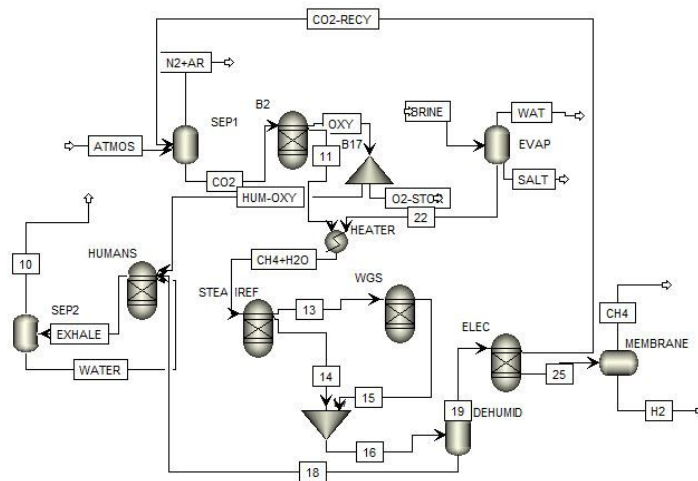 CO2-RECY
N2+AR
B2
SEP1
OXY
BRINE
WAT
ATMOS
11
B17
EVAP
CO2
SALT
HUM-OXY
O2-STOR
22
HEATER
10
HUMANS
CH4+H2O
WGS
STEA
REF
13
CH4
SEP2
ELEC
MEMBRANE
EXHALE
14
25
WATER
15
19
DEHUMID
H2
16
18